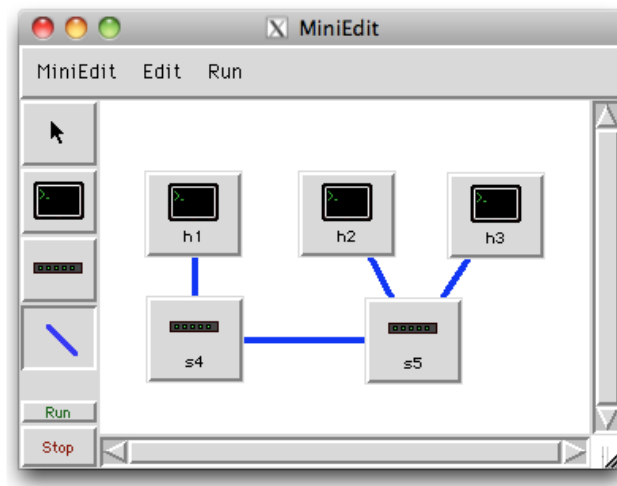 MiniEdit
MiniEdit Edit Run
h1 h2 h3
s4 s5
Run
Stop